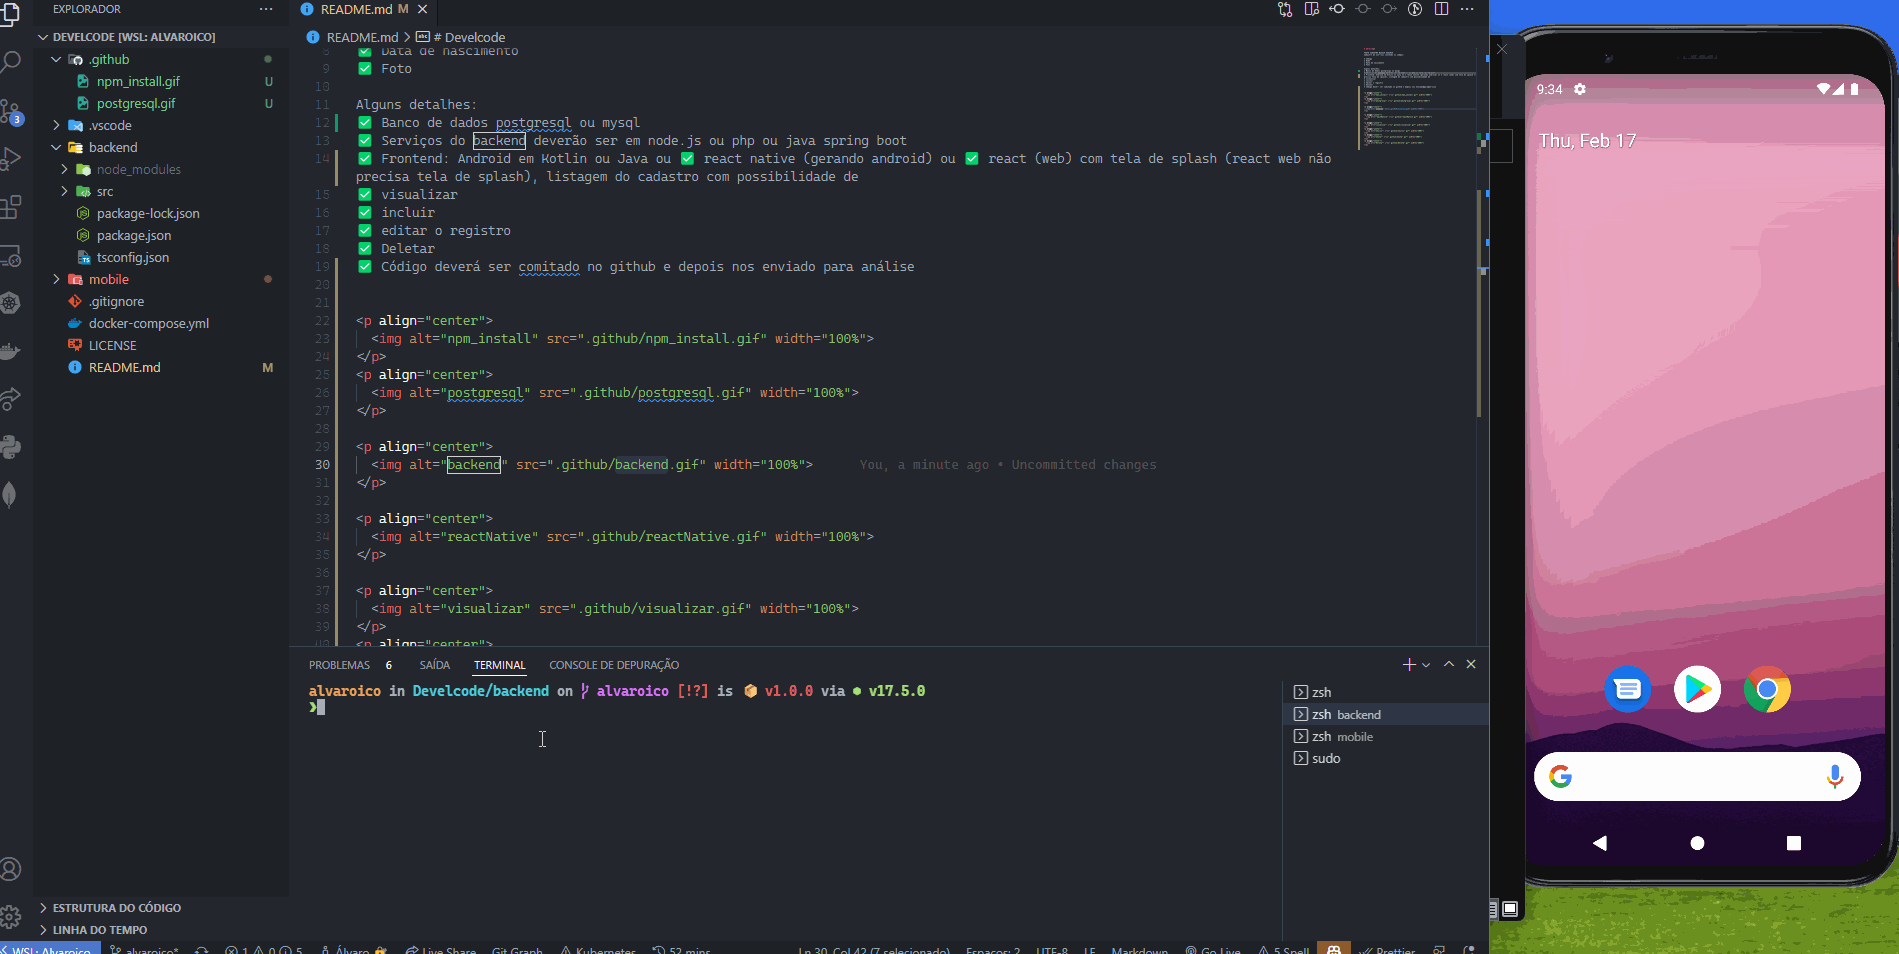 EXPLORADOR
DEVELCODE [WSL: ALVAROICO]
.github
npm_install.gif U
postgresql.gif U
.vscode
backend
node_modules
src
package-lock.json
package.json
tsconfig.json
mobile
.gitignore
docker-compose.yml
LICENSE
README.md M
ESTRUTURA DO CÓDIGO
LINHA DO TEMPO
3
README.md M
README.md > # Develcode
8 ✅ Data de nascimento
9 ✅ Foto
10
11 Alguns detalhes:
12 ✅ Banco de dados postgresql ou mysql
13 ✅ Serviços do backend deverão ser em node.js ou php ou java spring boot
14 ✅ Frontend: Android em Kotlin ou Java ou ✅ react native (gerando android) ou ✅ react (web) com tela de splash (react web não
precisa tela de splash), listagem do cadastro com possibilidade de
15 ✅ visualizar
16 ✅ incluir
17 ✅ editar o registro
18 ✅ Deletar
19 ✅ Código deverá ser comitado no github e depois nos enviado para análise
20
21
22 <p align="center">
23 <img alt="npm_install" src=".github/npm_install.gif" width="100%">
24 </p>
25 <p align="center">
26 <img alt="postgresql" src=".github/postgresql.gif" width="100%">
27 </p>
28
29 <p align="center">
30 <img alt="backend" src=".github/backend.gif" width="100%"> You, a minute ago • Uncommitted changes
31 </p>
32
33 <p align="center">
34 <img alt="reactNative" src=".github/reactNative.gif" width="100%">
35 </p>
36
37 <p align="center">
38 <img alt="visualizar" src=".github/visualizar.gif" width="100%">
39 </p>
40 <p align="center">
PROBLEMAS 6 SAÍDA TERMINAL CONSOLE DE DEPURAÇÃO
alvaroico in Develcode/backend on alvaroico [!?] is 📦 v1.0.0 via v17.5.0
❯
zsh
zsh backend
zsh mobile
sudo
WSL: Alvaroico alvaroico* 1 0 5 Álvaro Live Share Git Graph Kubernetes 52 mins Ln 30, Col 42 (7 selecionado) Espaços: 2 UTF-8 LF Markdown Go Live 5 Spell Prettier
9:34
Thu, Feb 17